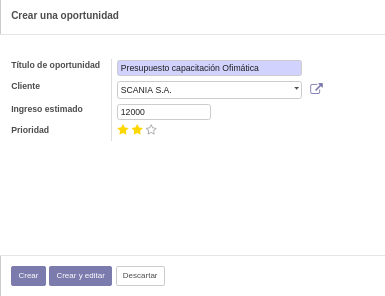 Crear una oportunidad
Título de oportunidad Presupuesto capacitación Ofimática
Cliente SCANIA S.A.
Ingreso estimado 12000
Prioridad
Crear Crear y editar Descartar